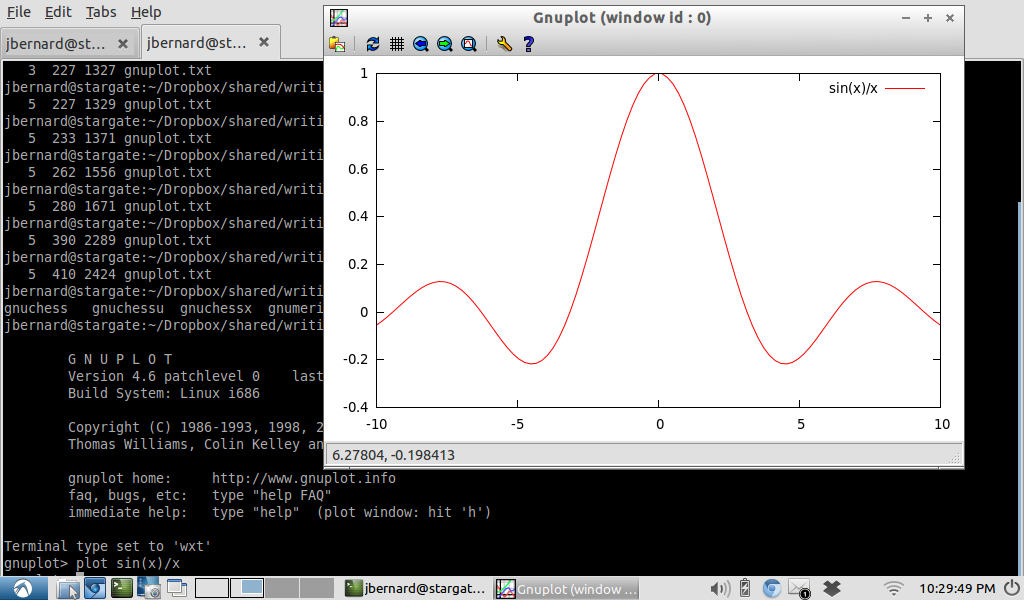 File Edit Tabs Help
jbernard@st... × jbernard@st... ×
3 227 1327 gnuplot.txt
jbernard@stargate:~/Dropbox/shared/writi
5 227 1329 gnuplot.txt
jbernard@stargate:~/Dropbox/shared/writi
5 233 1371 gnuplot.txt
jbernard@stargate:~/Dropbox/shared/writi
5 262 1556 gnuplot.txt
jbernard@stargate:~/Dropbox/shared/writi
5 280 1671 gnuplot.txt
jbernard@stargate:~/Dropbox/shared/writi
5 390 2289 gnuplot.txt
jbernard@stargate:~/Dropbox/shared/writi
5 410 2424 gnuplot.txt
jbernard@stargate:~/Dropbox/shared/writi
gnuchess gnuchessu gnuchessx gnumeri
jbernard@stargate:~/Dropbox/shared/writi
G N U P L O T
Version 4.6 patchlevel 0 last
Build System: Linux i686
Copyright (C) 1986-1993, 1998, 2
Thomas Williams, Colin Kelley an
gnuplot home: http://www.gnuplot.info
faq, bugs, etc: type "help FAQ"
immediate help: type "help" (plot window: hit 'h')
Terminal type set to 'wxt'
gnuplot> plot sin(x)/x
Gnuplot (window id : 0)
sin(x)/x
1
0.8
0.6
0.4
0.2
0
-0.2
-0.4
-10 -5 0 5 10
6.27804, -0.198413
jbernard@stargat... Gnuplot (window ... 1 10:29:49 PM